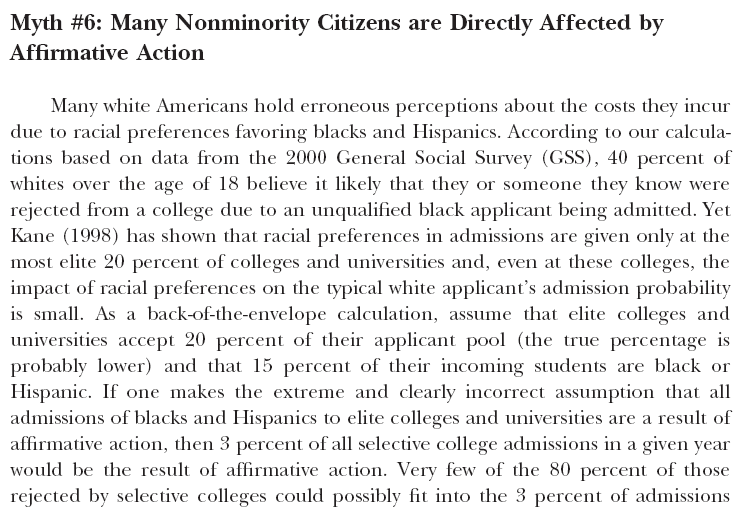 Myth #6: Many Nonminority Citizens are Directly Affected by
Affirmative Action
Many white Americans hold erroneous perceptions about the costs they incur
due to racial preferences favoring blacks and Hispanics. According to our calcula-
tions based on data from the 2000 General Social Survey (GSS), 40 percent of
whites over the age of 18 believe it likely that they or someone they know were
rejected from a college due to an unqualified black applicant being admitted. Yet
Kane (1998) has shown that racial preferences in admissions are given only at the
most elite 20 percent of colleges and universities and, even at these colleges, the
impact of racial preferences on the typical white applicant's admission probability
is small. As a back-of-the-envelope calculation, assume that elite colleges and
universities accept 20 percent of their applicant pool (the true percentage is
probably lower) and that 15 percent of their incoming students are black or
Hispanic. If one makes the extreme and clearly incorrect assumption that all
admissions of blacks and Hispanics to elite colleges and universities are a result of
affirmative action, then 3 percent of all selective college admissions in a given year
would be the result of affirmative action. Very few of the 80 percent of those
rejected by selective colleges could possibly fit into the 3 percent of admissions